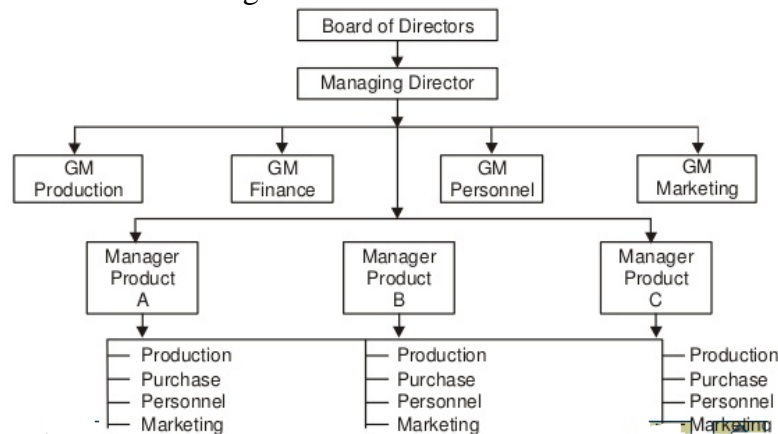 Board of Directors
Managing Director
GM
Production
GM
Finance
GM
Personnel
GM
Marketing
Manager
Product
A
Manager
Product
B
Manager
Product
C
Production
Purchase
Personnel
Marketing
Production
Purchase
Personnel
Marketing
Production
Purchase
Personnel
Marketing